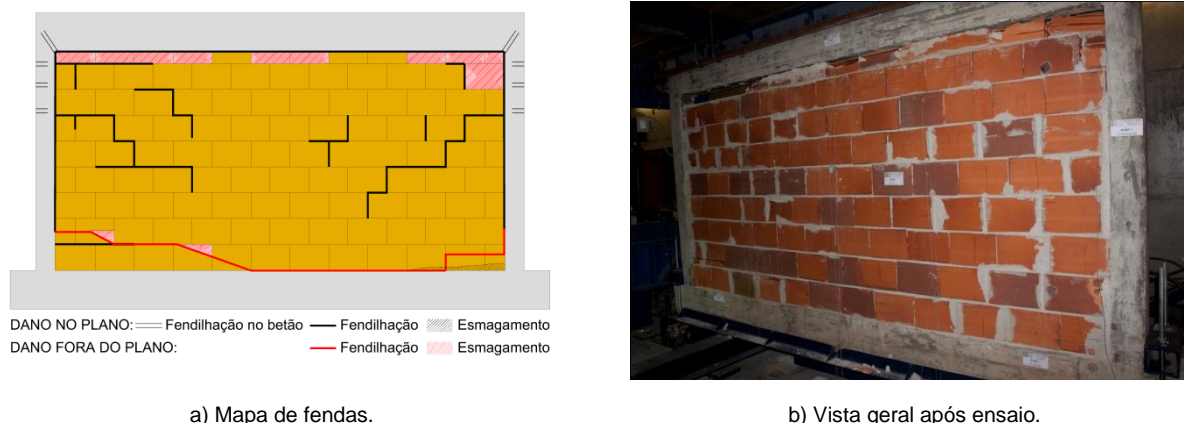 DANO NO PLANO: Fendilhação no betão Fendilhação Esmagamento
DANO FORA DO PLANO: Fendilhação Esmagamento
a) Mapa de fendas.
b) Vista geral após ensaio.